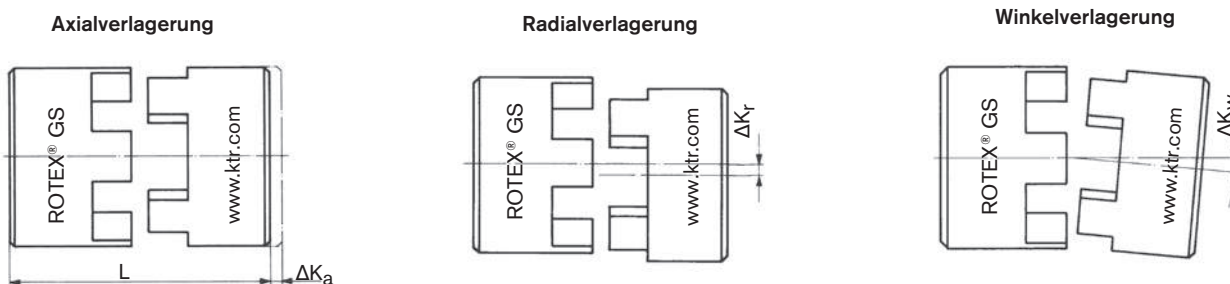 Axialverlagerung
ROTEX® GS
www.ktr.com
L
ΔKa
Radialverlagerung
ROTEX® GS
www.ktr.com
ΔKr
Winkelverlagerung
ROTEX® GS
www.ktr.com